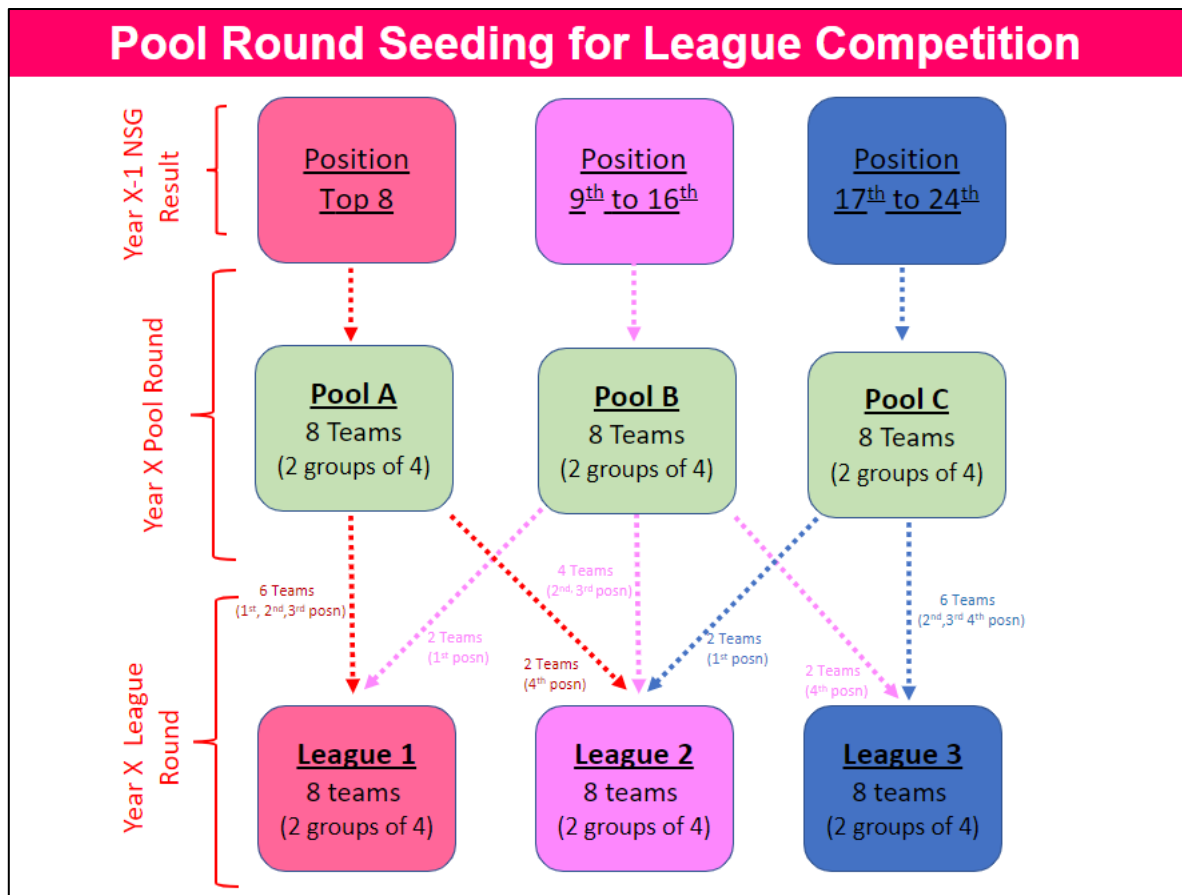 Pool Round Seeding for League Competition
Year X-1 NSG
Result
Position
Top 8
Position
9th to 16th
Position
17th to 24th
Year X Pool Round
Pool A
8 Teams
(2 groups of 4)
Pool B
8 Teams
(2 groups of 4)
Pool C
8 Teams
(2 groups of 4)
6 Teams
(1st, 2nd,3rd posn)
2 Teams
(1st posn)
4 Teams
(2nd, 3rd posn)
2 Teams
(4th posn)
2 Teams
(1st posn)
2 Teams
(4th posn)
6 Teams
(2nd,3rd 4th posn)
Year X League
Round
League 1
8 teams
(2 groups of 4)
League 2
8 teams
(2 groups of 4)
League 3
8 teams
(2 groups of 4)